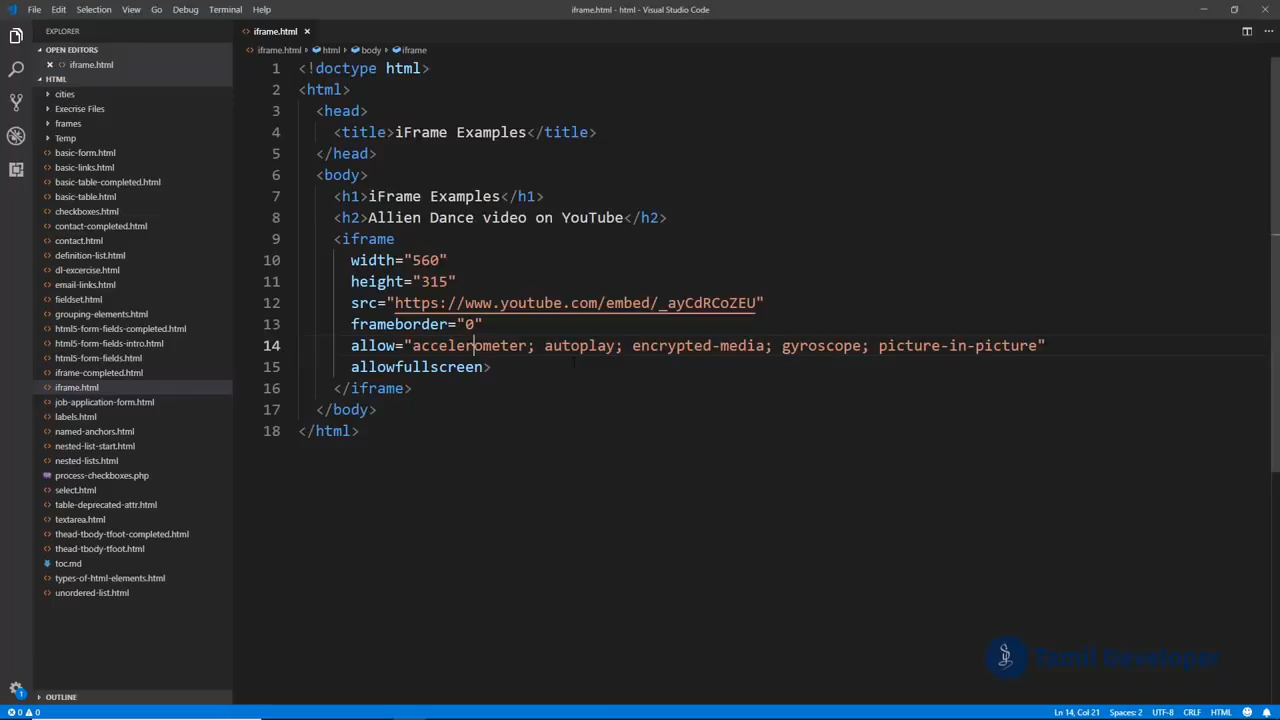 File Edit Selection View Go Debug Terminal Help
iframe.html - html - Visual Studio Code
EXPLORER
OPEN EDITORS
iframe.html
HTML
cities
Execrise Files
frames
Temp
basic-form.html
basic-links.html
basic-table-completed.html
basic-table.html
checkboxes.html
contact-completed.html
contact.html
definition-list.html
dl-excercise.html
email-links.html
fieldset.html
grouping-elements.html
html5-form-fields-completed.html
html5-form-fields-intro.html
html5-form-fields.html
iframe-completed.html
iframe.html
job-application-form.html
labels.html
named-anchors.html
nested-list-start.html
nested-lists.html
process-checkboxes.php
select.html
table-deprecated-attr.html
textarea.html
thead-tbody-tfoot-completed.html
thead-tbody-tfoot.html
toc.md
types-of-html-elements.html
unordered-list.html
OUTLINE
iframe.html
iframe.html > html > body > iframe
1 <!doctype html>
2 <html>
3 <head>
4 <title>iFrame Examples</title>
5 </head>
6 <body>
7 <h1>iFrame Examples</h1>
8 <h2>Allien Dance video on YouTube</h2>
9 <iframe
10 width="560"
11 height="315"
12 src="https://www.youtube.com/embed/_ayCdRCoZEU"
13 frameborder="0"
14 allow="accelerometer; autoplay; encrypted-media; gyroscope; picture-in-picture"
15 allowfullscreen>
16 </iframe>
17 </body>
18 </html>
Tamil Developer
1
0 0
Ln 14, Col 21 Spaces: 2 UTF-8 CRLF HTML